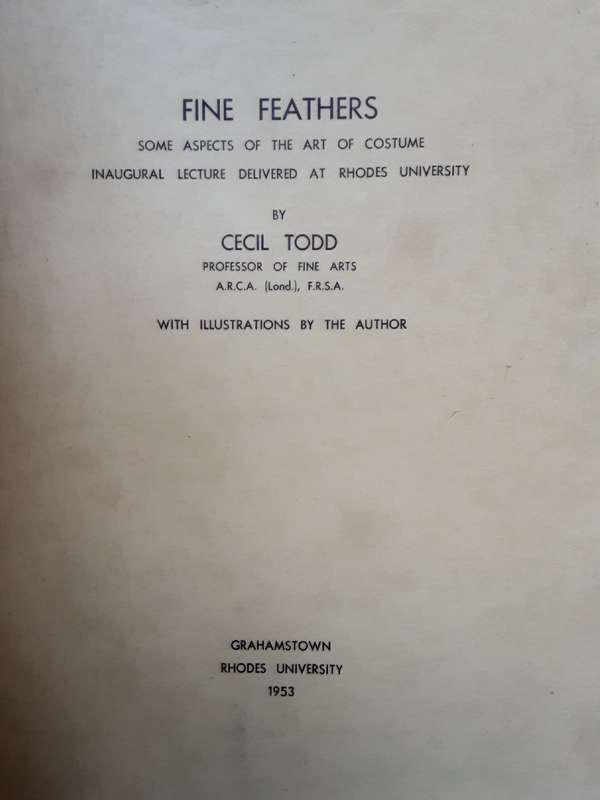 FINE FEATHERS
SOME ASPECTS OF THE ART OF COSTUME
INAUGURAL LECTURE DELIVERED AT RHODES UNIVERSITY
BY
CECIL TODD
PROFESSOR OF FINE ARTS
A.R.C.A. (Lond.), F.R.S.A.
WITH ILLUSTRATIONS BY THE AUTHOR
GRAHAMSTOWN
RHODES UNIVERSITY
1953